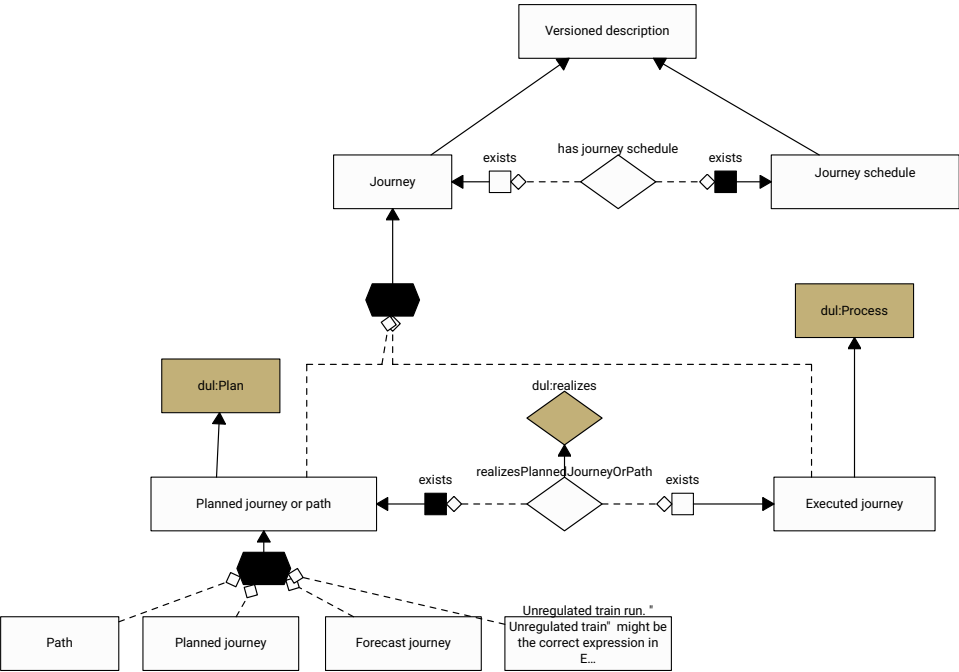 Versioned description
has journey schedule
exists
exists
Journey
Journey schedule
dul:Process
dul:Plan
dul:realizes
realizesPlannedJourneyOrPath
exists
exists
Planned journey or path
Executed journey
Path
Planned journey
Forecast journey
Unregulated train run. "
Unregulated train" might be
the correct expression in
E...